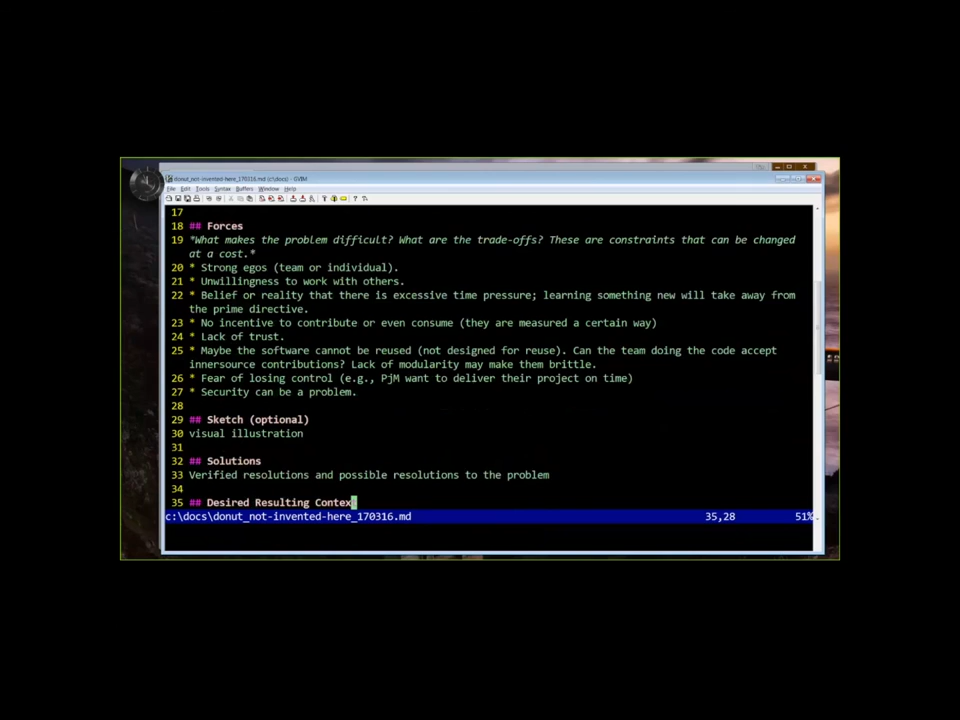 donut_not-invented-here_170316.md (c:\docs) - GVIM
File Edit Tools Syntax Buffers Window Help
17
18 ## Forces
19 *What makes the problem difficult? What are the trade-offs? These are constraints that can be changed
at a cost.*
20 * Strong egos (team or individual).
21 * Unwillingness to work with others.
22 * Belief or reality that there is excessive time pressure; learning something new will take away from
the prime directive.
23 * No incentive to contribute or even consume (they are measured a certain way)
24 * Lack of trust.
25 * Maybe the software cannot be reused (not designed for reuse). Can the team doing the code accept
innersource contributions? Lack of modularity may make them brittle.
26 * Fear of losing control (e.g., PjM want to deliver their project on time)
27 * Security can be a problem.
28
29 ## Sketch (optional)
30 visual illustration
31
32 ## Solutions
33 Verified resolutions and possible resolutions to the problem
34
35 ## Desired Resulting Contex
c:\docs\donut_not-invented-here_170316.md 35,28 51%